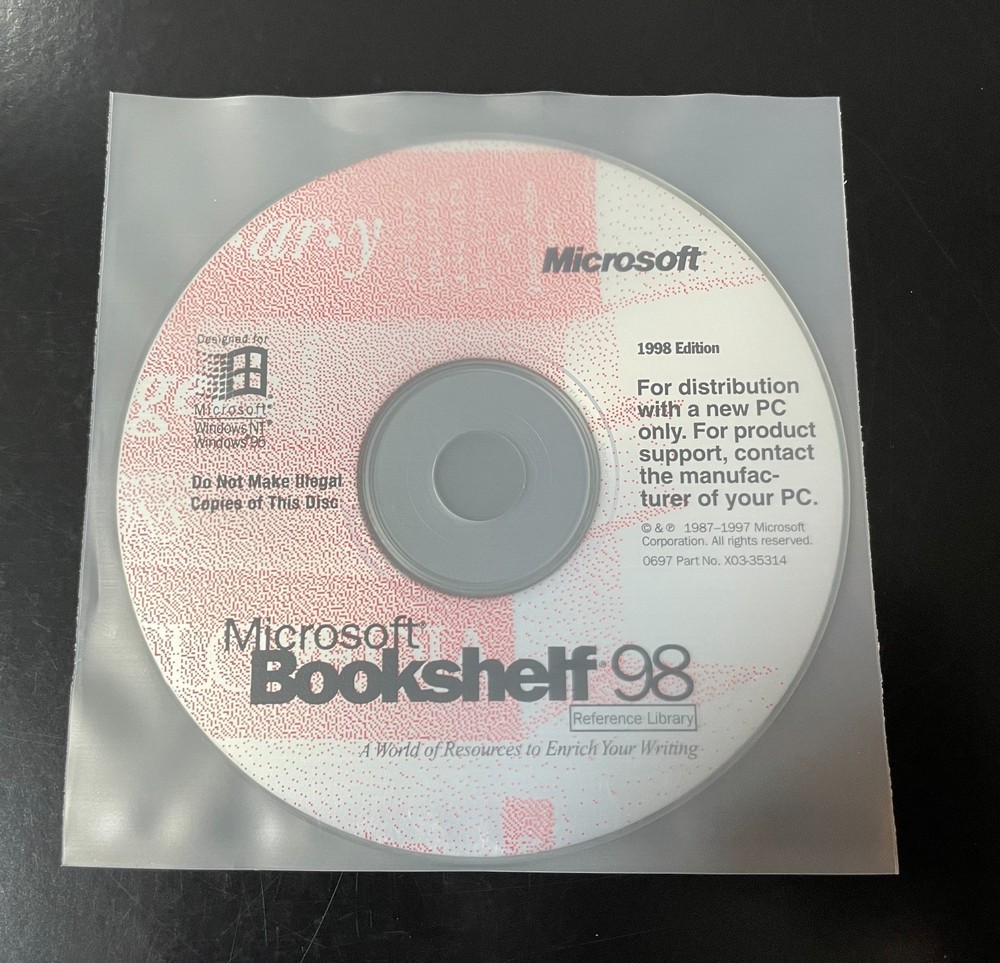 ar·y
Microsoft®
Designed for
Microsoft®
Windows NT®
Windows®95
Do Not Make Illegal
Copies of This Disc
1998 Edition
For distribution
with a new PC
only. For product
support, contact
the manufac-
turer of your PC.
© & ℗ 1987–1997 Microsoft
Corporation. All rights reserved.
0697 Part No. X03-35314
Microsoft®
Bookshelf® 98
Reference Library
A World of Resources to Enrich Your Writing